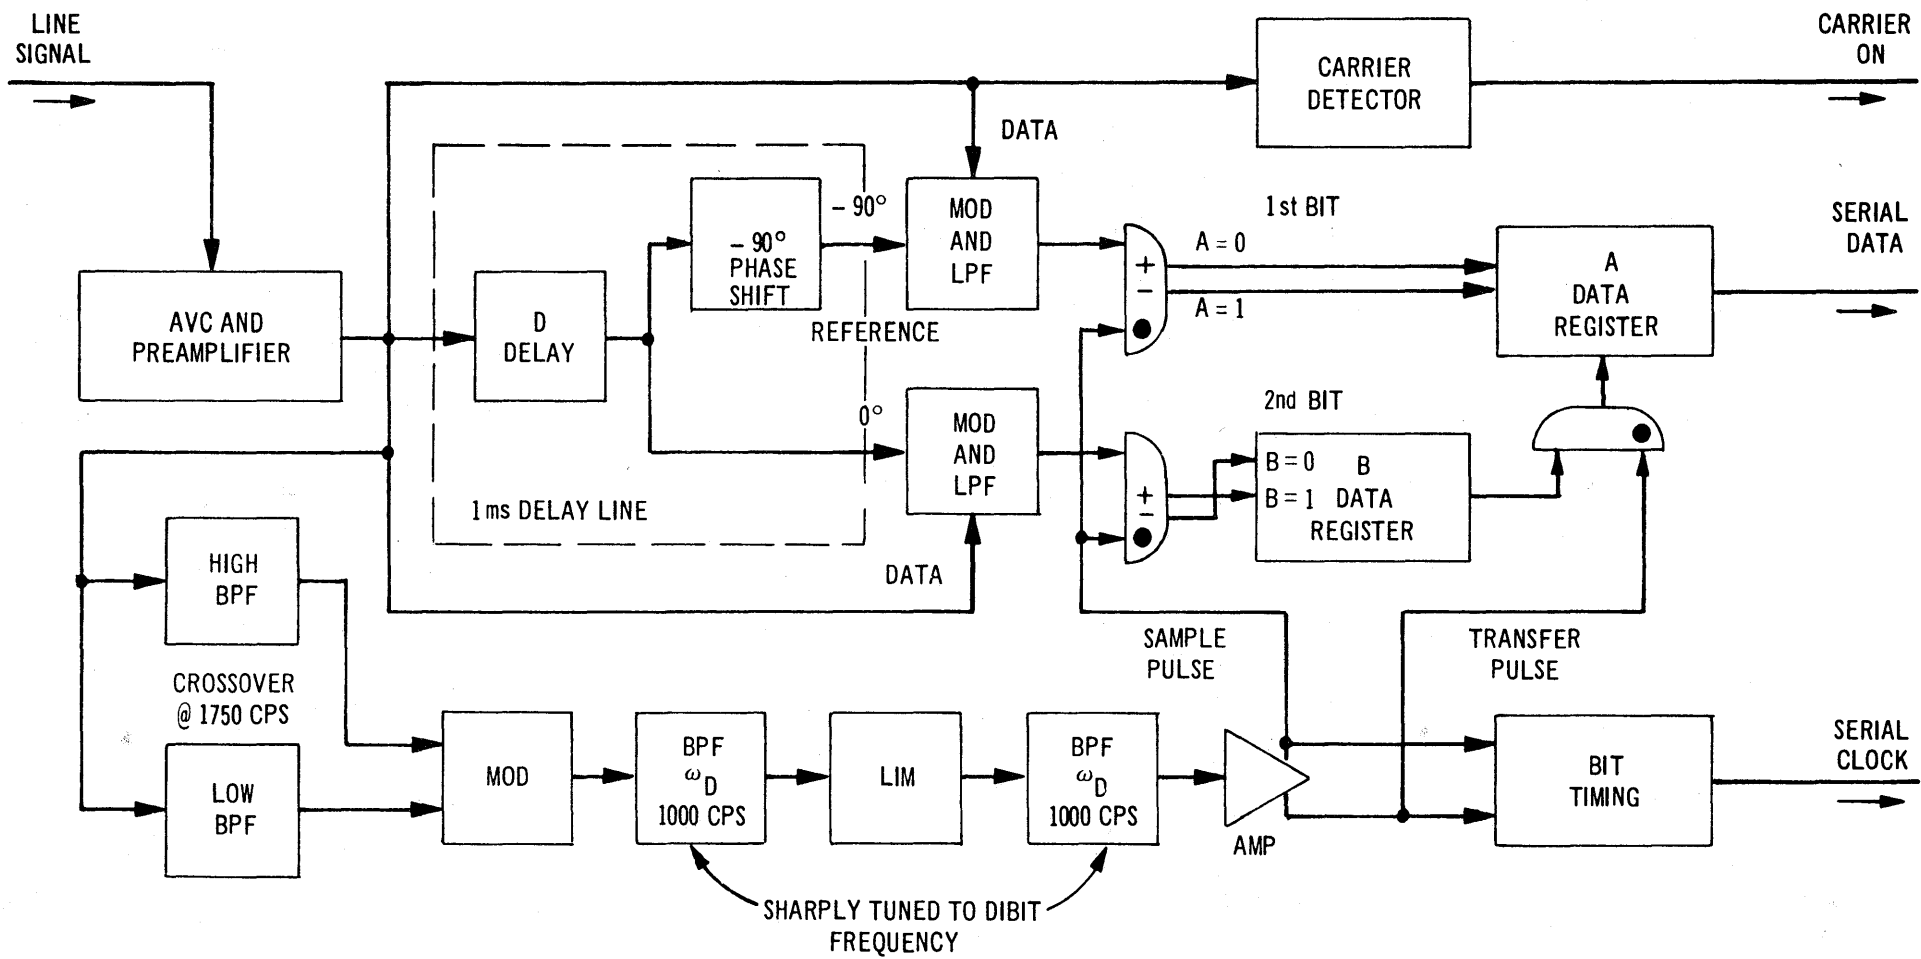 LINE
SIGNAL
CARRIER
DETECTOR
CARRIER
ON
DATA
- 90°
PHASE
SHIFT
- 90°
MOD
AND
LPF
1st BIT
A = 0
+
-
A = 1
A
DATA
REGISTER
SERIAL
DATA
AVC AND
PREAMPLIFIER
D
DELAY
REFERENCE
0°
MOD
AND
LPF
2nd BIT
+
-
B = 0
B = 1
B
DATA
REGISTER
1ms DELAY LINE
DATA
HIGH
BPF
CROSSOVER
@ 1750 CPS
LOW
BPF
SAMPLE
PULSE
TRANSFER
PULSE
MOD
BPF
ωD
1000 CPS
LIM
BPF
ωD
1000 CPS
AMP
BIT
TIMING
SERIAL
CLOCK
SHARPLY TUNED TO DIBIT
FREQUENCY